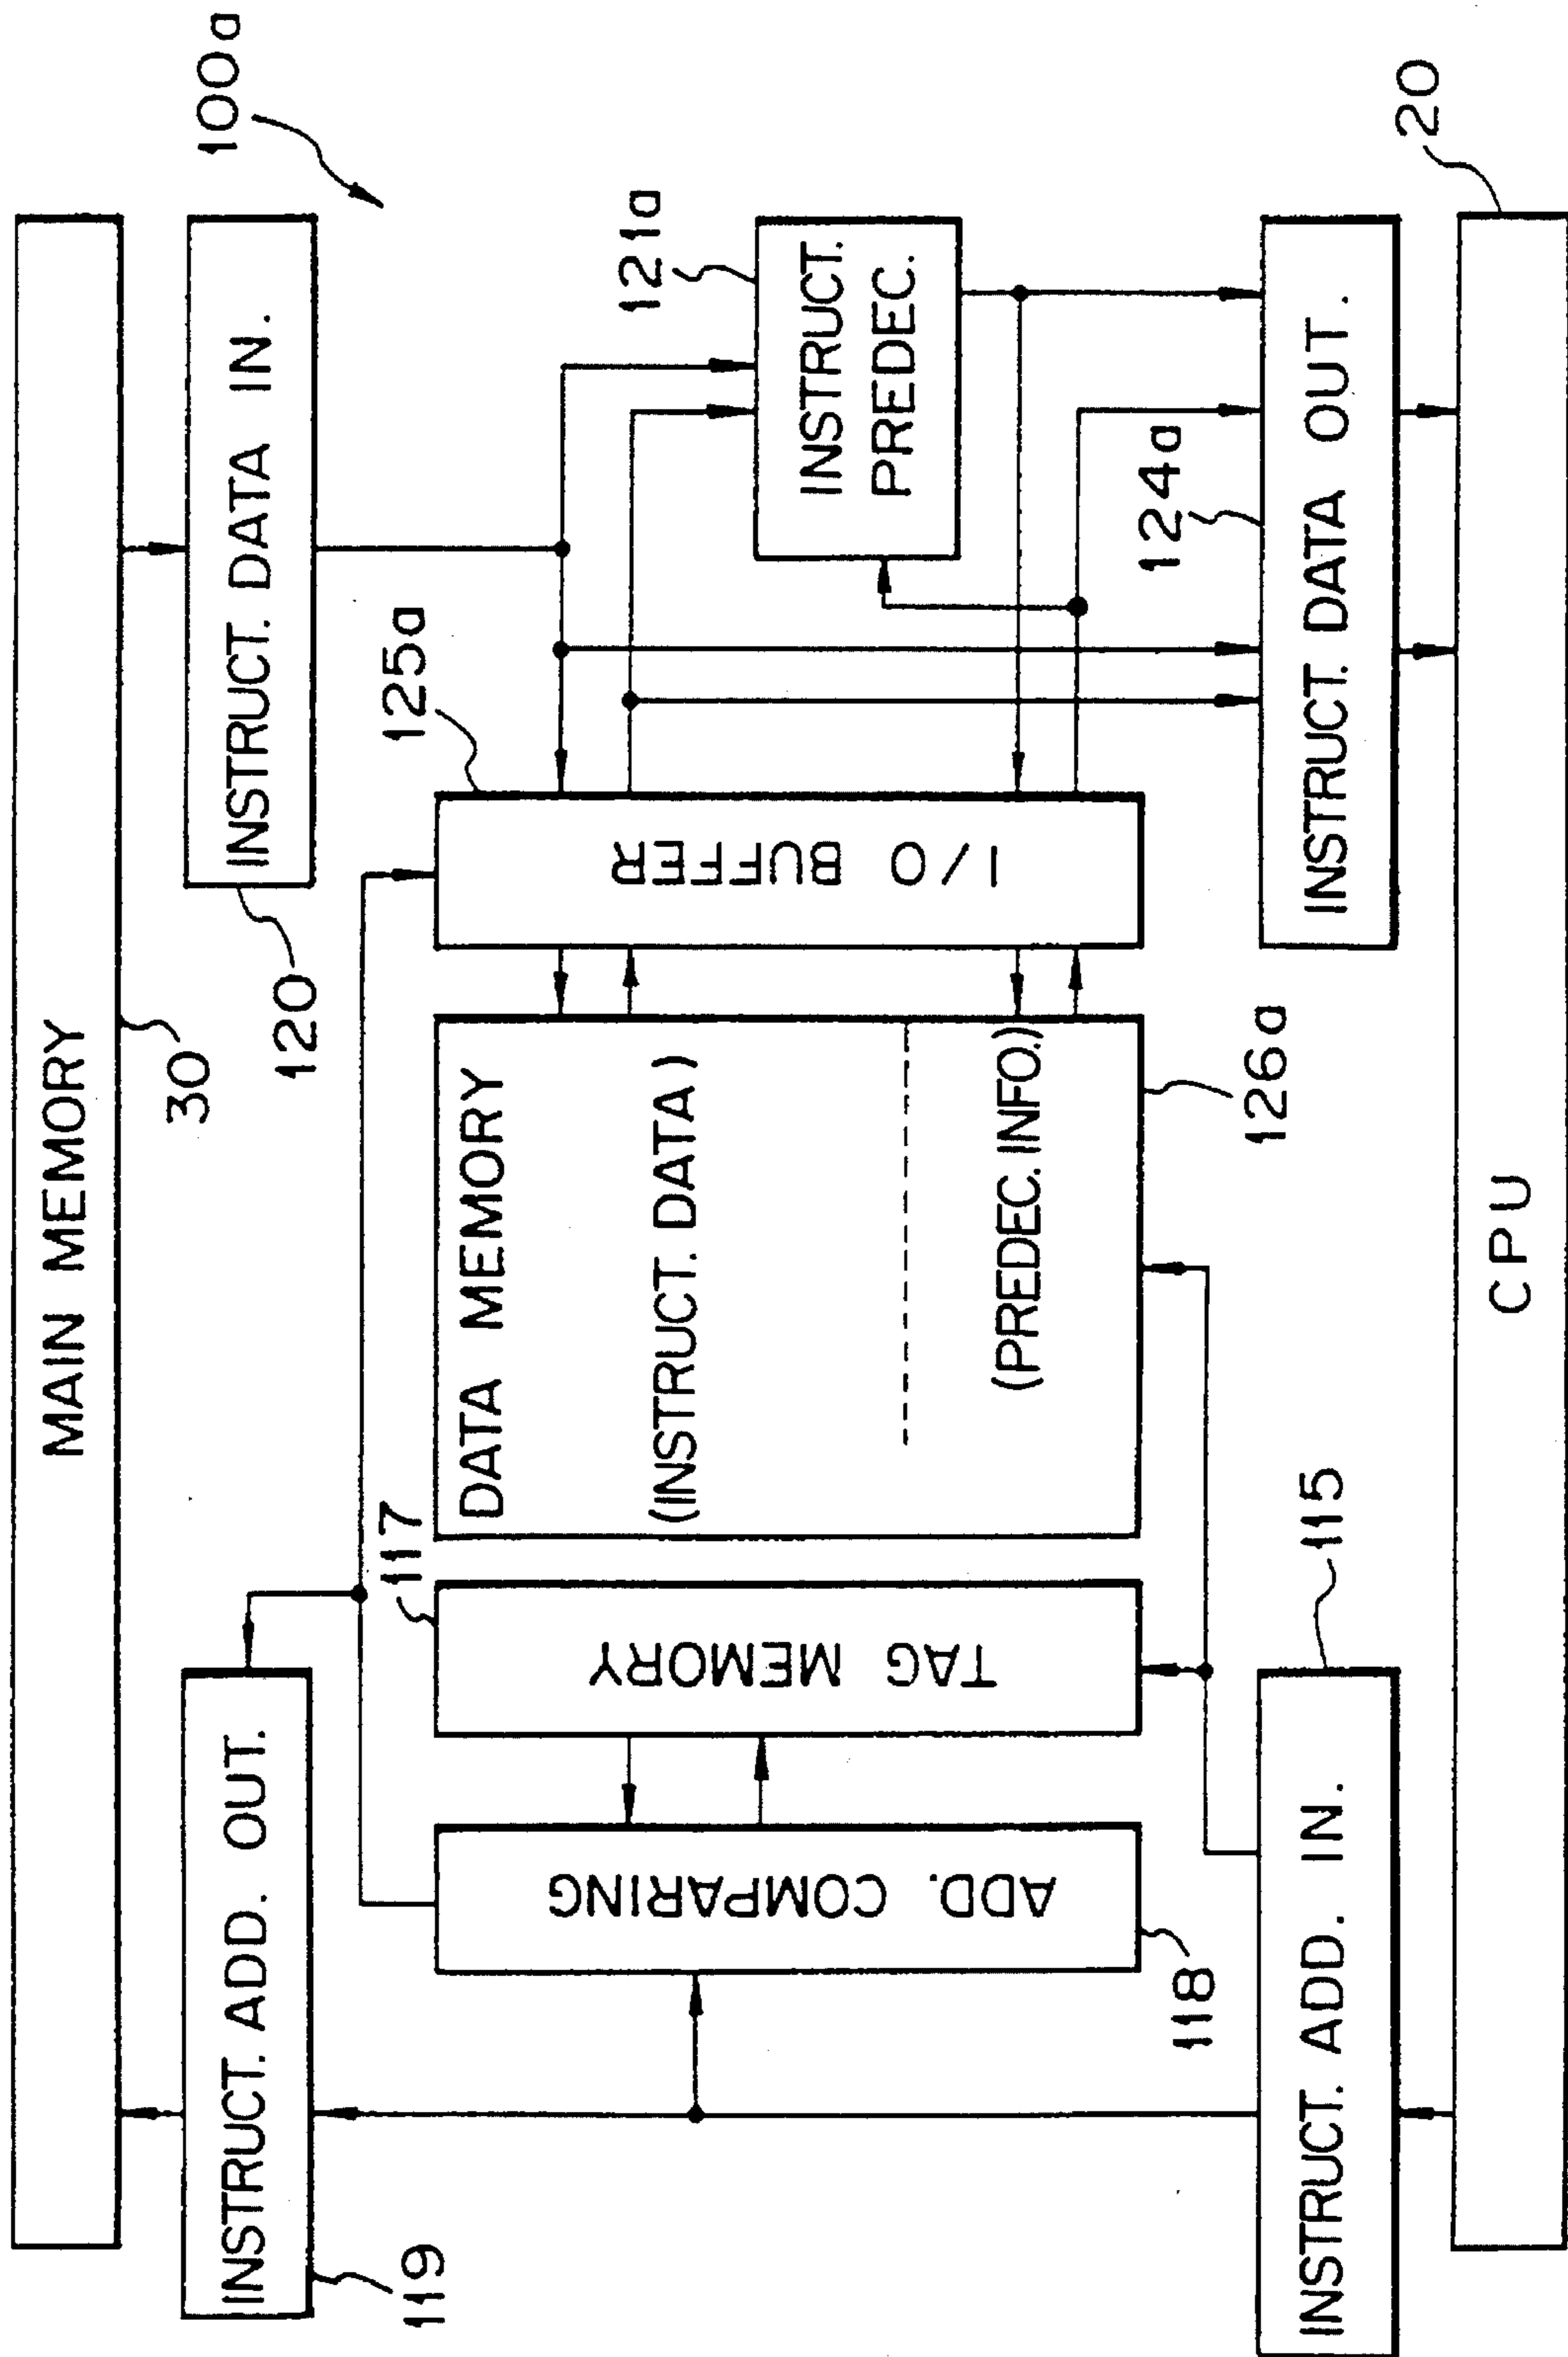 100a
MAIN MEMORY
30
INSTRUCT. ADD. OUT.
119
INSTRUCT. DATA IN.
120
ADD. COMPARING
118
TAG MEMORY
117
DATA MEMORY
(INSTRUCT. DATA)
(PREDEC. INFO.)
126a
I/O BUFFER
125a
INSTRUCT.
PREDEC.
121a
INSTRUCT. ADD. IN.
115
INSTRUCT. DATA OUT.
124a
CPU
20